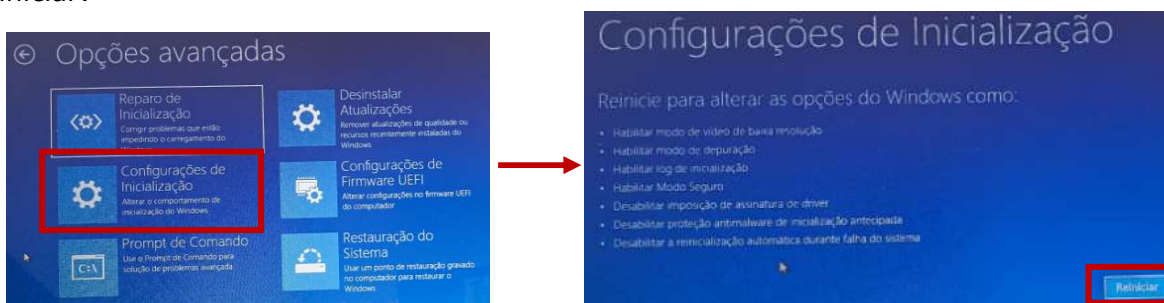 Opções avançadas
Reparo de
Inicialização
Corrigir problemas que estão
impedindo o carregamento do
Windows
Configurações de
Inicialização
Alterar o comportamento de
inicialização do Windows
Prompt de Comando
Use o Prompt de Comando para
solução de problemas avançada
Desinstalar
Atualizações
Remover atualizações de qualidade ou
recursos recentemente instaladas do
Windows
Configurações de
Firmware UEFI
Alterar configurações no firmware UEFI
do computador
Restauração do
Sistema
Usar um ponto de restauração gravado
no computador para restaurar o
Windows
Configurações de Inicialização
Reinicie para alterar as opções do Windows como:
• Habilitar modo de vídeo de baixa resolução
• Habilitar modo de depuração
• Habilitar log de inicialização
• Habilitar Modo Seguro
• Desabilitar imposição de assinatura de driver
• Desabilitar proteção antimalware de inicialização antecipada
• Desabilitar a reinicialização automática durante falha do sistema
Reiniciar